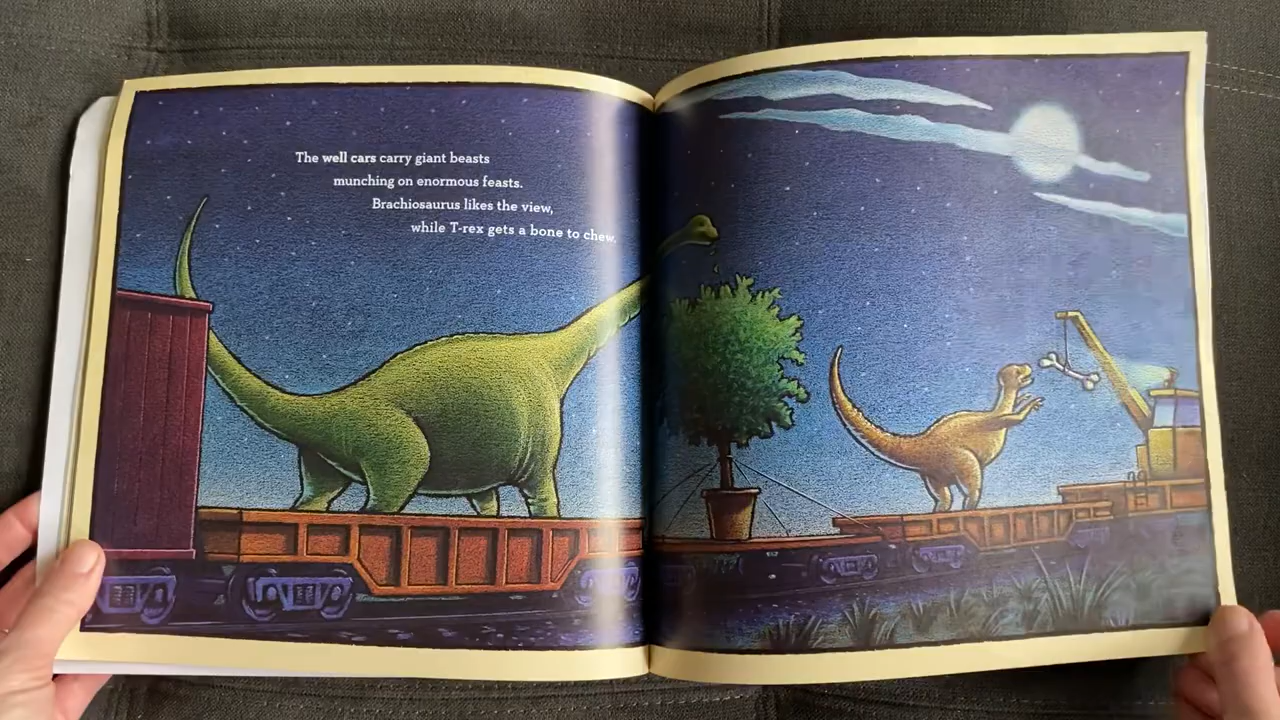 The well cars carry giant beasts
munching on enormous feasts.
Brachiosaurus likes the view,
while T-rex gets a bone to chew.